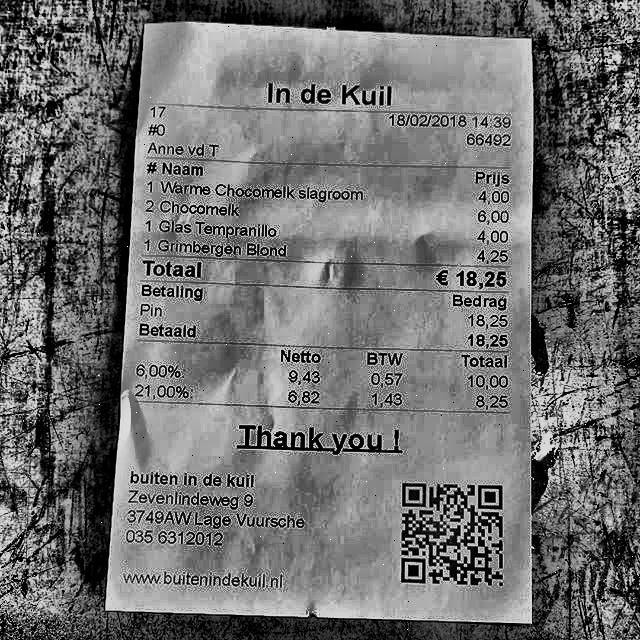 In de Kuil
17 18/02/2018 14:39
#0 66492
Anne vd T
# Naam Prijs
1 Warme Chocomelk slagroom 4,00
2 Chocomelk 6,00
1 Glas Tempranillo 4,00
1 Grimbergen Blond 4,25
Totaal € 18,25
Betaling Bedrag
Pin 18,25
Betaald 18,25
Netto BTW Totaal
6,00%: 9,43 0,57 10,00
21,00%: 6,82 1,43 8,25
Thank you !
buiten in de kuil
Zevenlindeweg 9
3749AW Lage Vuursche
035 6312012
www.buitenindekuil.nl